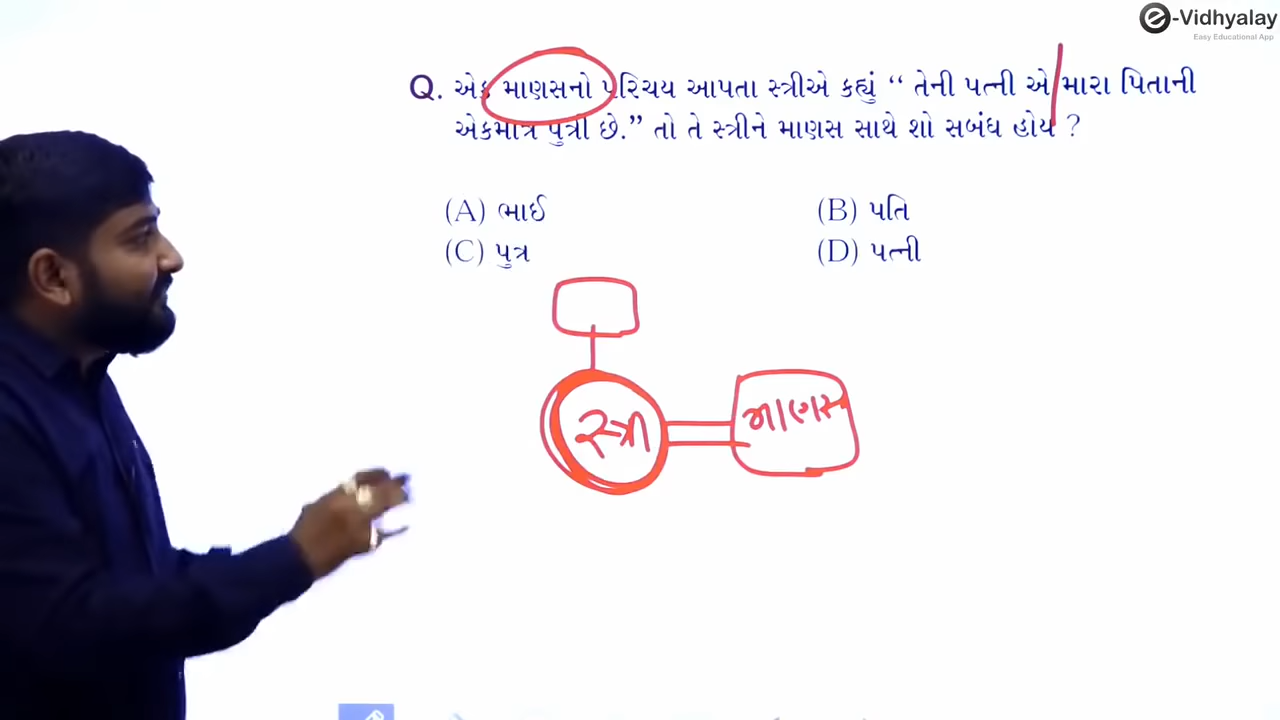 e-Vidhyalay
Easy Educational App
Q. એક માણસનો પરિચય આપતા સ્ત્રીએ કહ્યું “ તેની પત્ની એ મારા પિતાની
એકમાત્ર પુત્રી છે.” તો તે સ્ત્રીને માણસ સાથે શો સબંધ હોય ?
(A) ભાઈ
(B) પતિ
(C) પુત્ર
(D) પત્ની
સ્ત્રી
માણસ